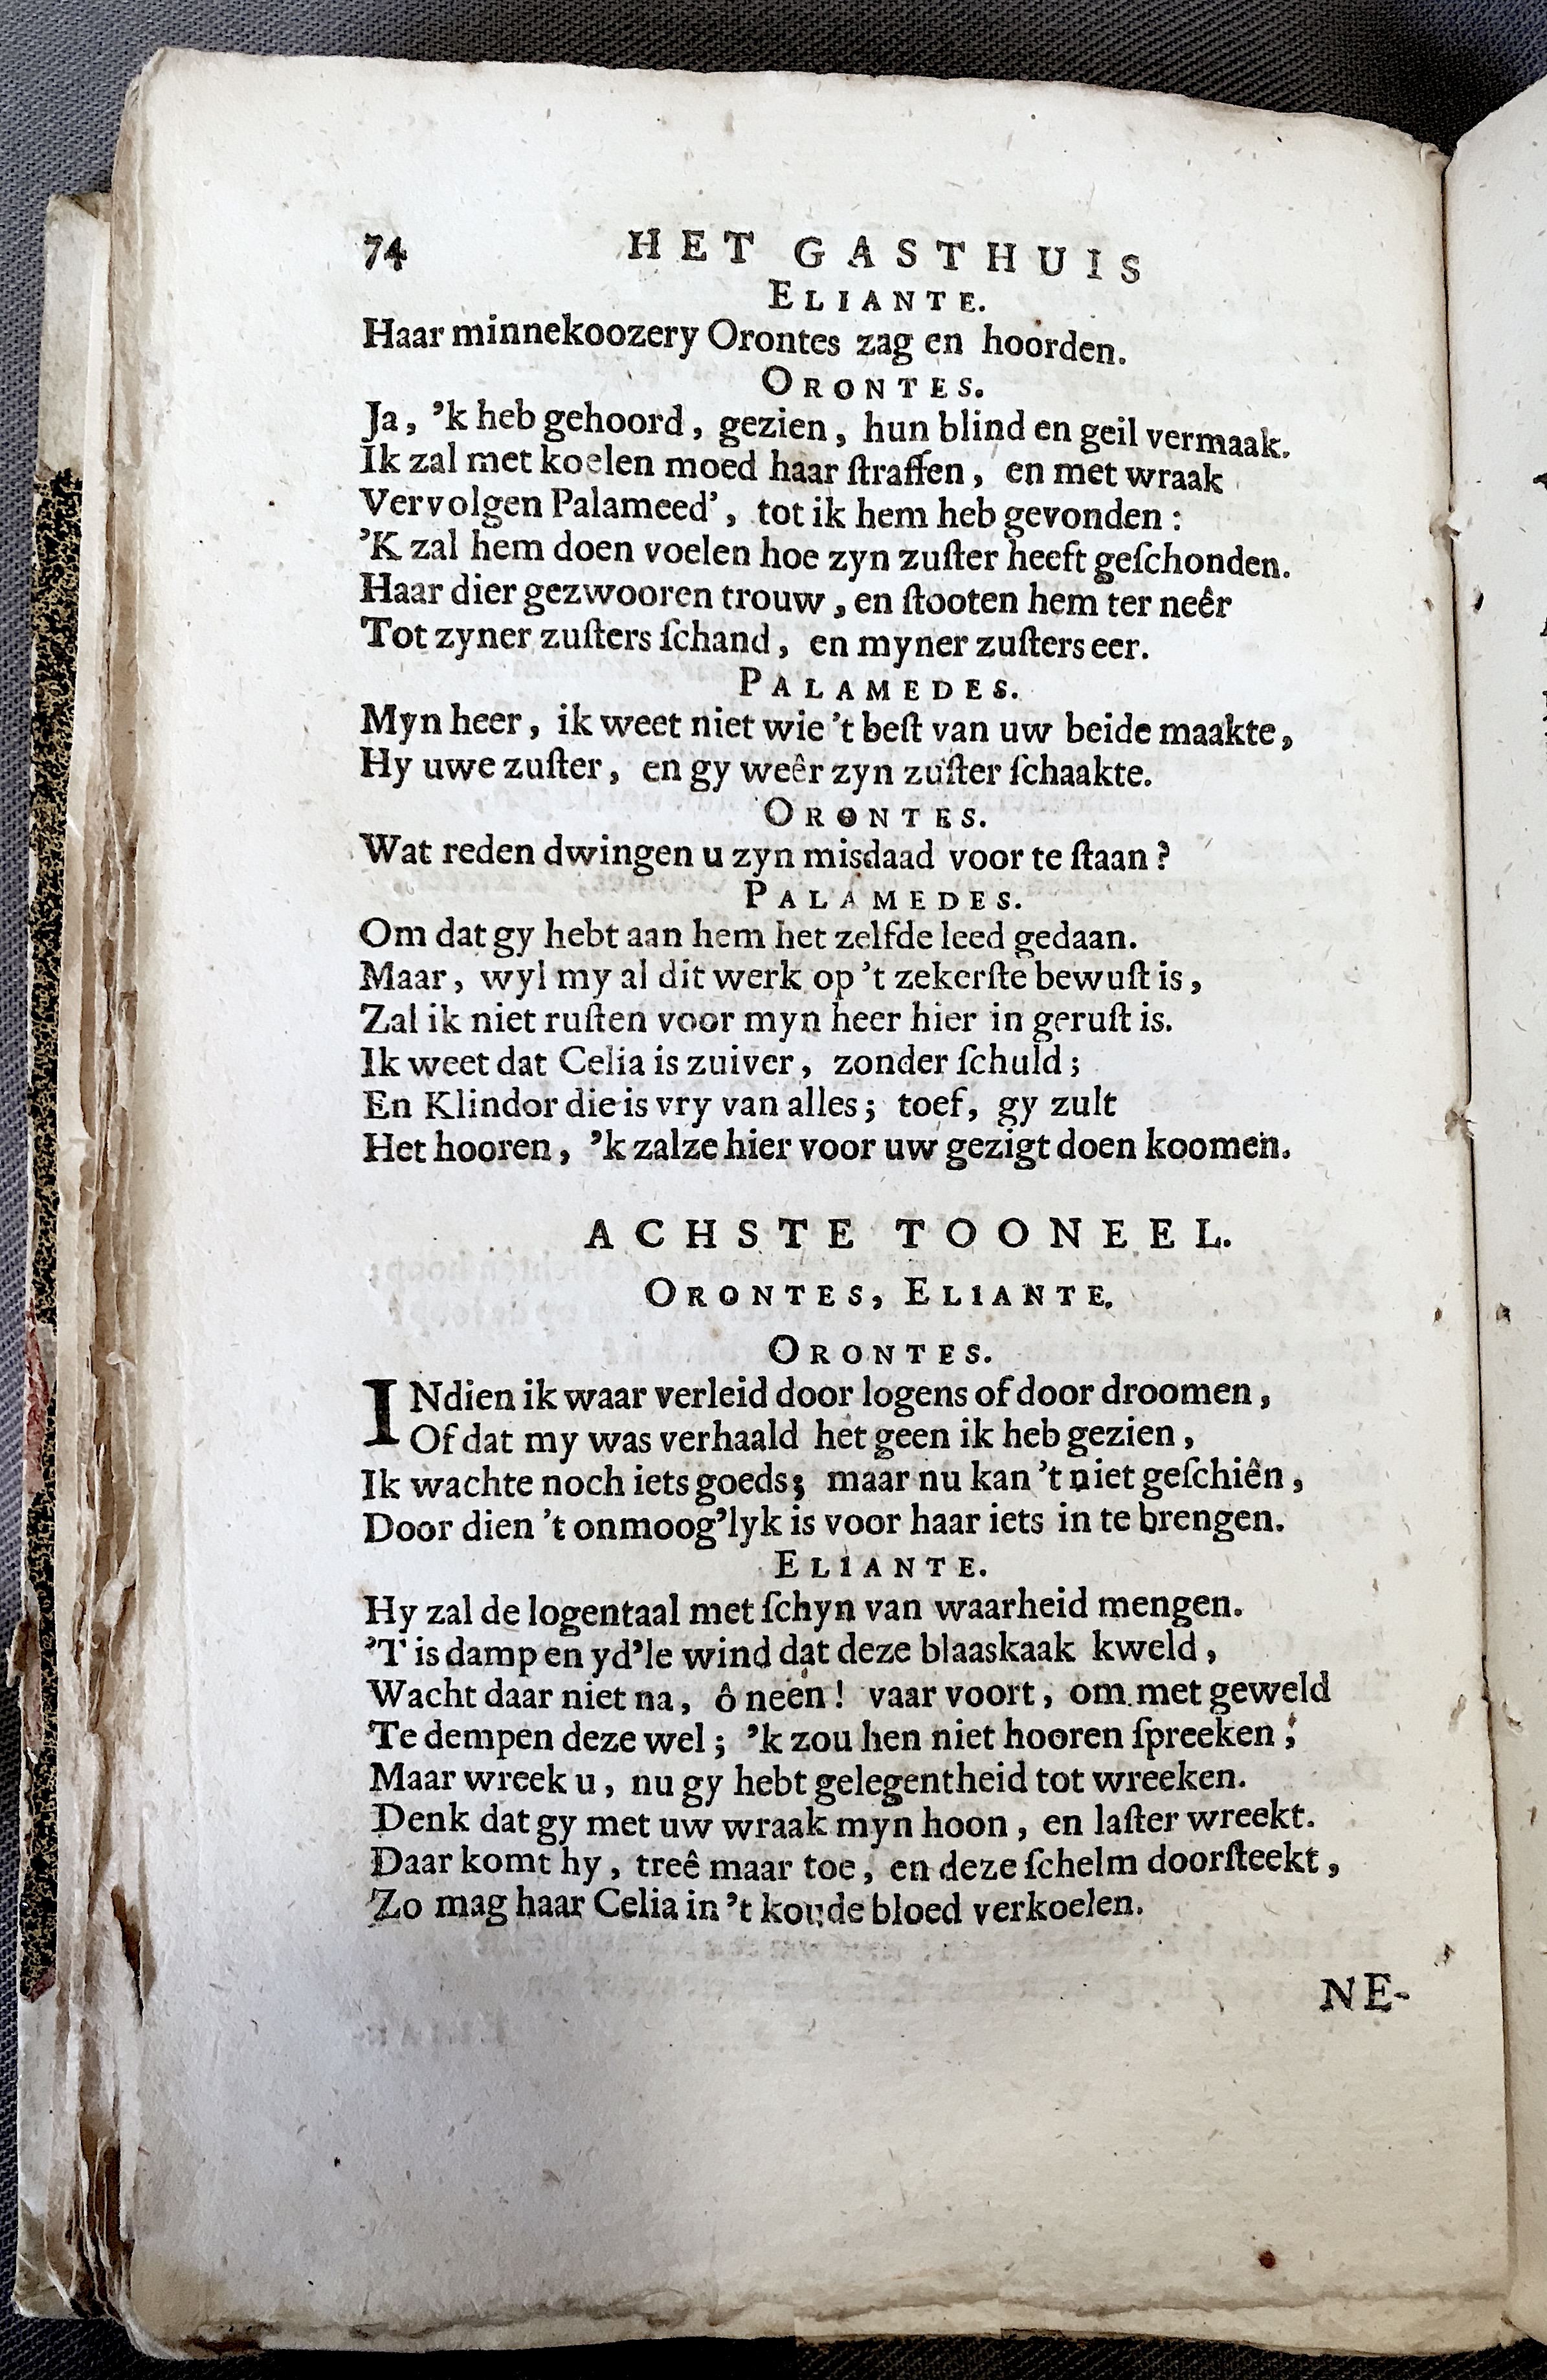 74 HET GASTHUIS
ELIANTE.
Haar minnekoozery Orontes zag en hoorden.
ORONTES.
Ja, 'k heb gehoord, gezien, hun blind en geil vermaak.
Ik zal met koelen moed haar ſtraffen, en met wraak
Vervolgen Palameed', tot ik hem heb gevonden:
'K zal hem doen voelen hoe zyn zuſter heeft geſchonden.
Haar dier gezwooren trouw, en ſtooten hem ter neêr
Tot zyner zuſters ſchand, en myner zuſters eer.
PALAMEDES.
Myn heer, ik weet niet wie 't beſt van uw beide maakte,
Hy uwe zuſter, en gy weêr zyn zuſter ſchaakte.
ORONTES.
Wat reden dwingen u zyn misdaad voor te ſtaan?
PALAMEDES.
Om dat gy hebt aan hem het zelfde leed gedaan.
Maar, wyl my al dit werk op 't zekerſte bewuſt is,
Zal ik niet ruſten voor myn heer hier in geruſt is.
Ik weet dat Celia is zuiver, zonder ſchuld;
En Klindor die is vry van alles; toef, gy zult
Het hooren, 'k zalze hier voor uw gezigt doen koomen.
ACHSTE TOONEEL.
ORONTES, ELIANTE.
ORONTES.
INdien ik waar verleid door logens of door droomen,
Of dat my was verhaald het geen ik heb gezien,
Ik wachte noch iets goeds; maar nu kan 't niet geſchiên,
Door dien 't onmoog'lyk is voor haar iets in te brengen.
ELIANTE.
Hy zal de logentaal met ſchyn van waarheid mengen.
'T is damp en yd'le wind dat deze blaaskaak kweld,
Wacht daar niet na, ô neen! vaar voort, om met geweld
Te dempen deze wel; 'k zou hen niet hooren ſpreeken;
Maar wreek u, nu gy hebt gelegentheid tot wreeken.
Denk dat gy met uw wraak myn hoon, en laſter wreekt.
Daar komt hy, treê maar toe, en deze ſchelm doorſteekt,
Zo mag haar Celia in 't koude bloed verkoelen.
NE-